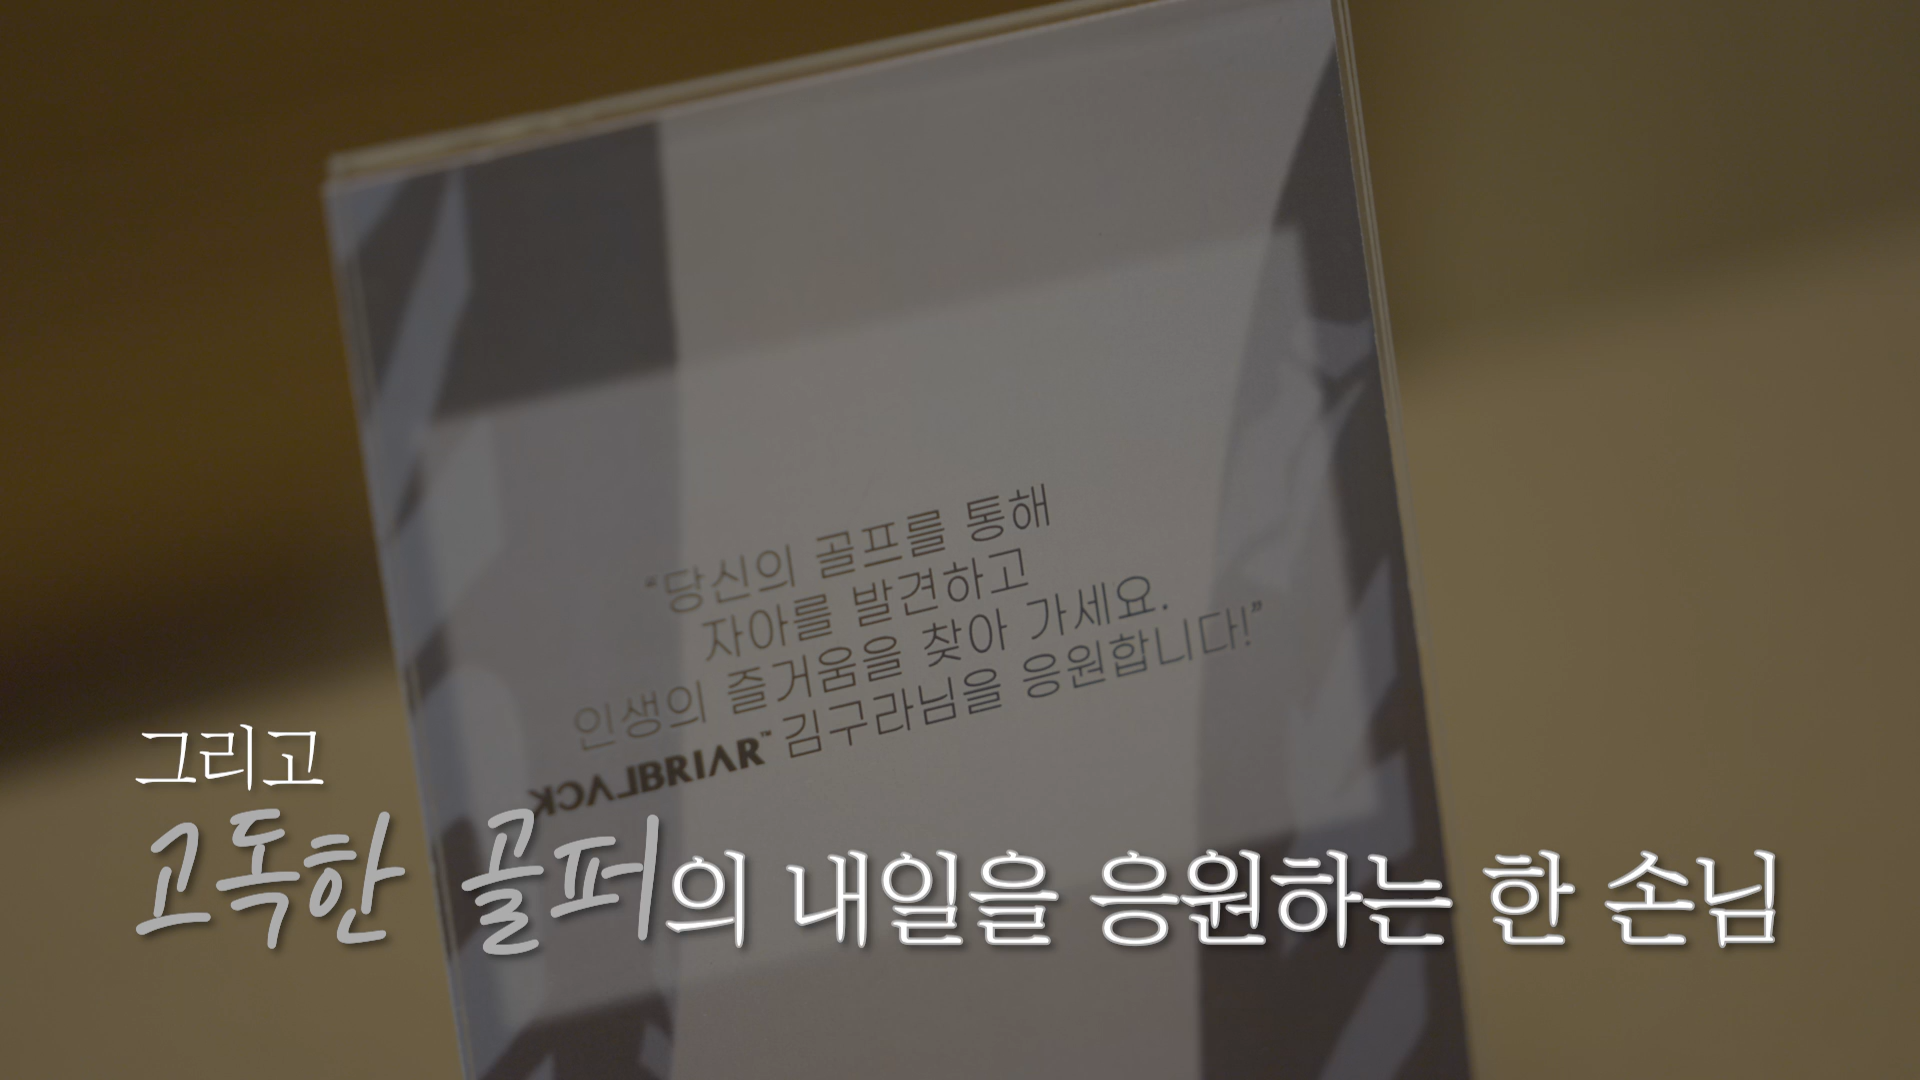 “당신의 골프를 통해
자아를 발견하고
인생의 즐거움을 찾아 가세요.
BLACKBRIAR™ 김구라님을 응원합니다!”
그리고
고독한 골퍼의 내일을 응원하는 한 손님